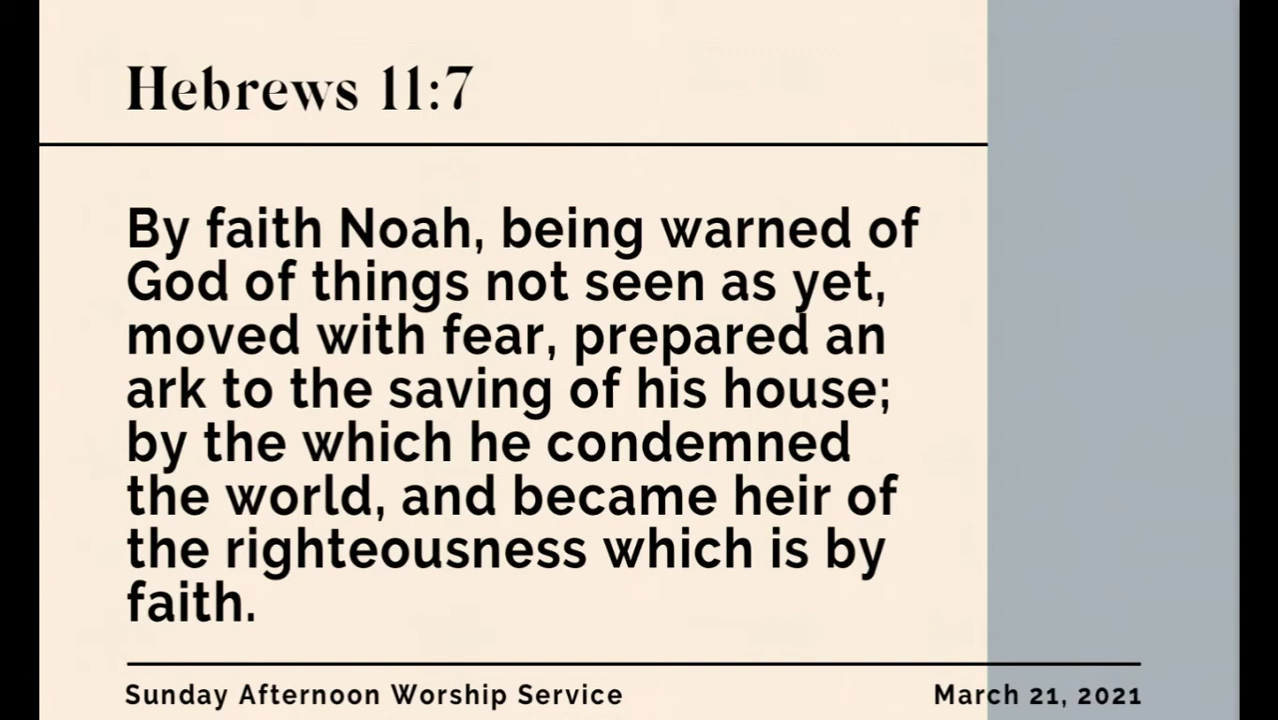 Hebrews 11:7
By faith Noah, being warned of
God of things not seen as yet,
moved with fear, prepared an
ark to the saving of his house;
by the which he condemned
the world, and became heir of
the righteousness which is by
faith.
Sunday Afternoon Worship Service
March 21, 2021